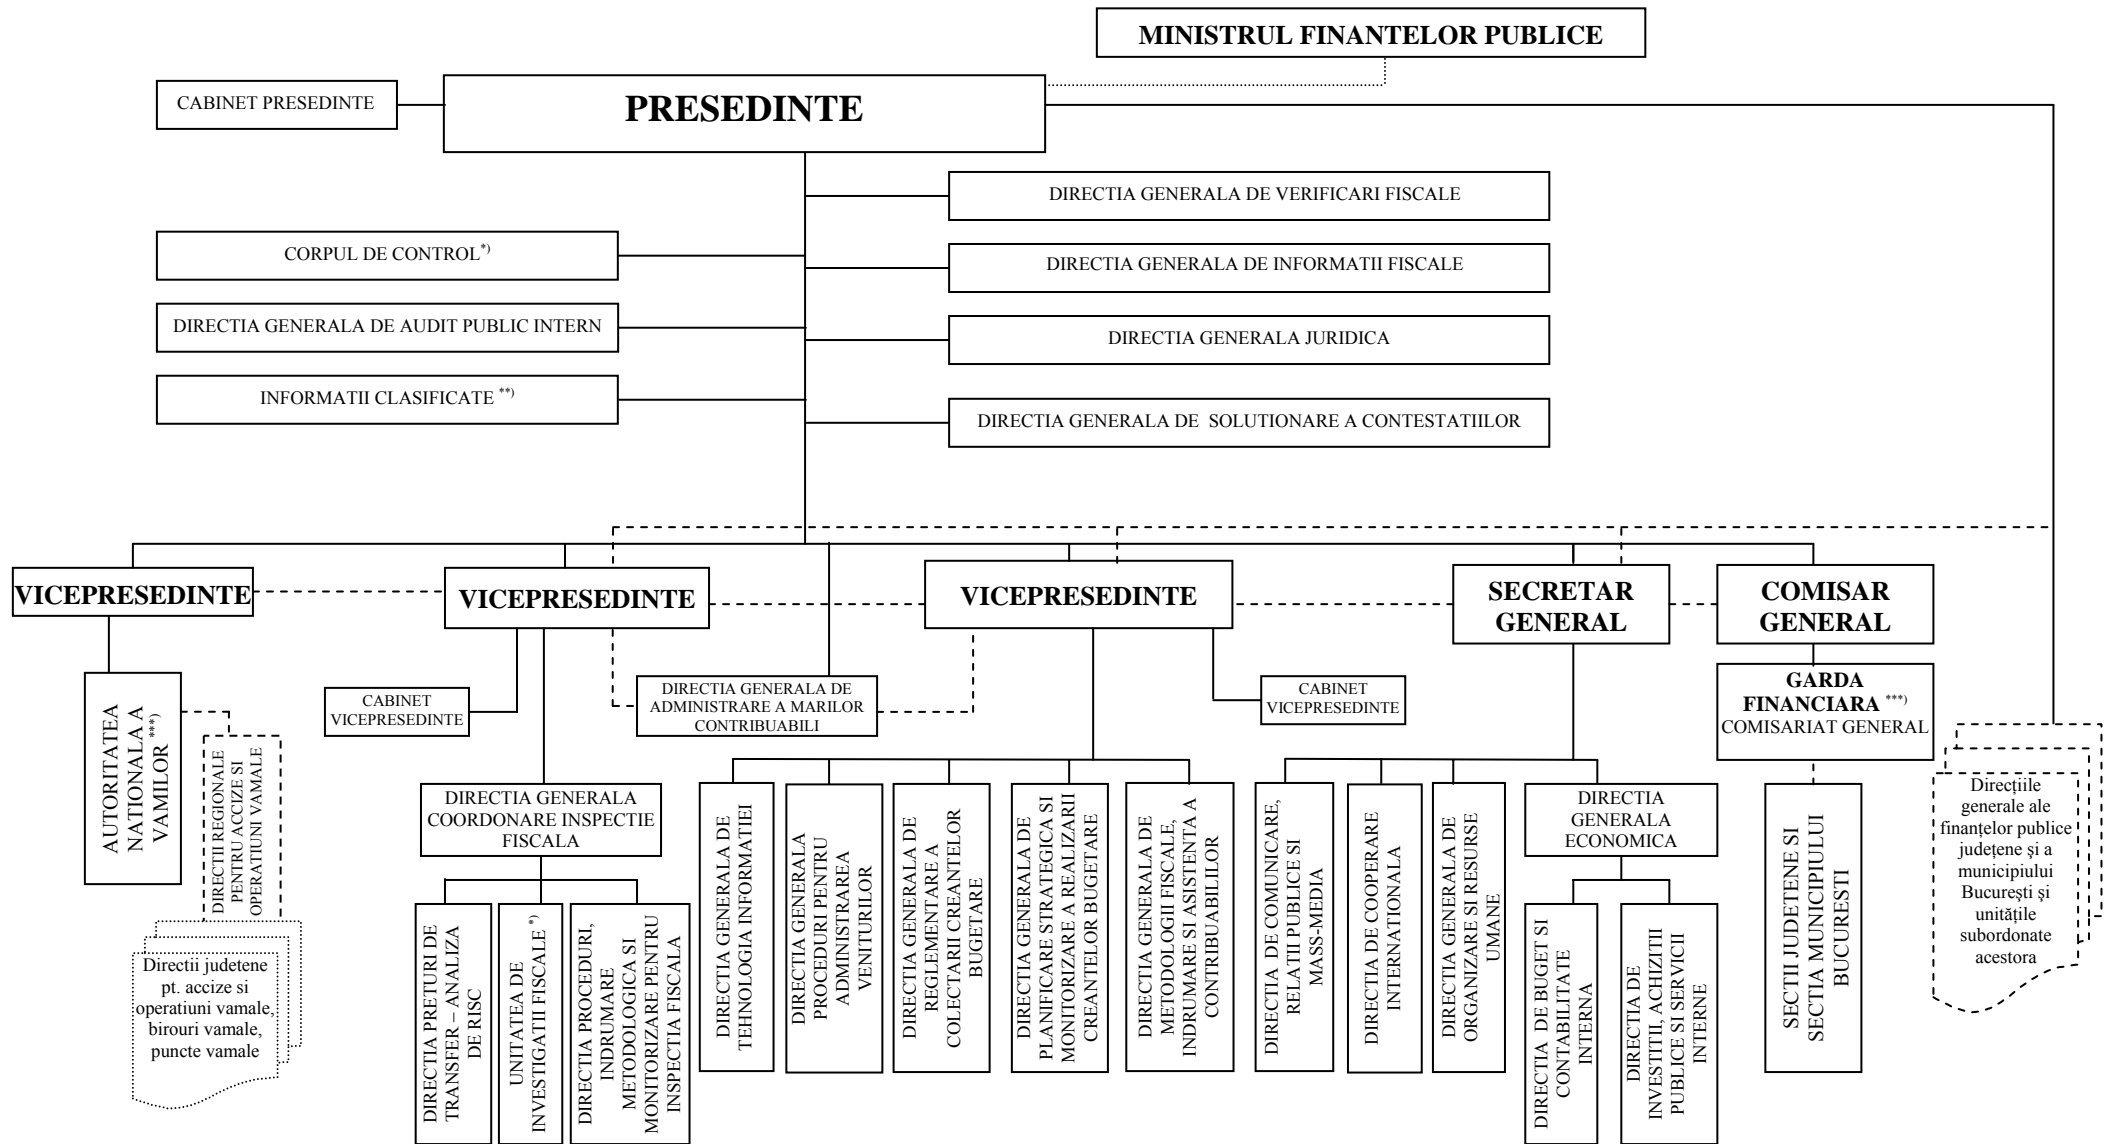 MINISTRUL FINANTELOR PUBLICE
CABINET PRESEDINTE
PRESEDINTE
DIRECTIA GENERALA DE VERIFICARI FISCALE
CORPUL DE CONTROL*)
DIRECTIA GENERALA DE INFORMATII FISCALE
DIRECTIA GENERALA DE AUDIT PUBLIC INTERN
DIRECTIA GENERALA JURIDICA
INFORMATII CLASIFICATE **)
DIRECTIA GENERALA DE SOLUTIONARE A CONTESTATIILOR
VICEPRESEDINTE
VICEPRESEDINTE
VICEPRESEDINTE
SECRETAR
GENERAL
COMISAR
GENERAL
AUTORITATEA
NATIONALA A
VAMILOR ***)
DIRECTII REGIONALE
PENTRU ACCIZE SI
OPERATIUNI VAMALE
Directii judetene
pt. accize si
operatiuni vamale,
birouri vamale,
puncte vamale
CABINET
VICEPRESEDINTE
DIRECTIA GENERALA DE
ADMINISTRARE A MARILOR
CONTRIBUABILI
CABINET
VICEPRESEDINTE
GARDA
FINANCIARA ***)
COMISARIAT GENERAL
DIRECTIA GENERALA
COORDONARE INSPECTIE
FISCALA
DIRECTIA PRETURI DE
TRANSFER – ANALIZA
DE RISC
UNITATEA DE
INVESTIGATII FISCALE *)
DIRECTIA PROCEDURI,
INDRUMARE
METODOLOGICA SI
MONITORIZARE PENTRU
INSPECTIA FISCALA
DIRECTIA GENERALA DE
TEHNOLOGIA INFORMATIEI
DIRECTIA GENERALA
PROCEDURI PENTRU
ADMINISTRAREA
VENITURILOR
DIRECTIA GENERALA DE
REGLEMENTARE A
COLECTARII CREANTELOR
BUGETARE
DIRECTIA GENERALA DE
PLANIFICARE STRATEGICA SI
MONITORIZARE A REALIZARII
CREANTELOR BUGETARE
DIRECTIA GENERALA DE
METODOLOGII FISCALE,
INDRUMARE SI ASISTENTA A
CONTRIBUABILILOR
DIRECTIA DE COMUNICARE,
RELATII PUBLICE SI
MASS-MEDIA
DIRECTIA DE COOPERARE
INTERNATIONALA
DIRECTIA GENERALA DE
ORGANIZARE SI RESURSE
UMANE
DIRECTIA
GENERALA
ECONOMICA
DIRECTIA DE BUGET SI
CONTABILITATE
INTERNA
DIRECTIA DE
INVESTITII, ACHIZITII
PUBLICE SI SERVICII
INTERNE
SECTII JUDETENE SI
SECTIA MUNICIPIULUI
BUCURESTI
Direcţiile
generale ale
finanţelor publice
judeţene şi a
municipiului
Bucureşti şi
unităţile
subordonate
acestora